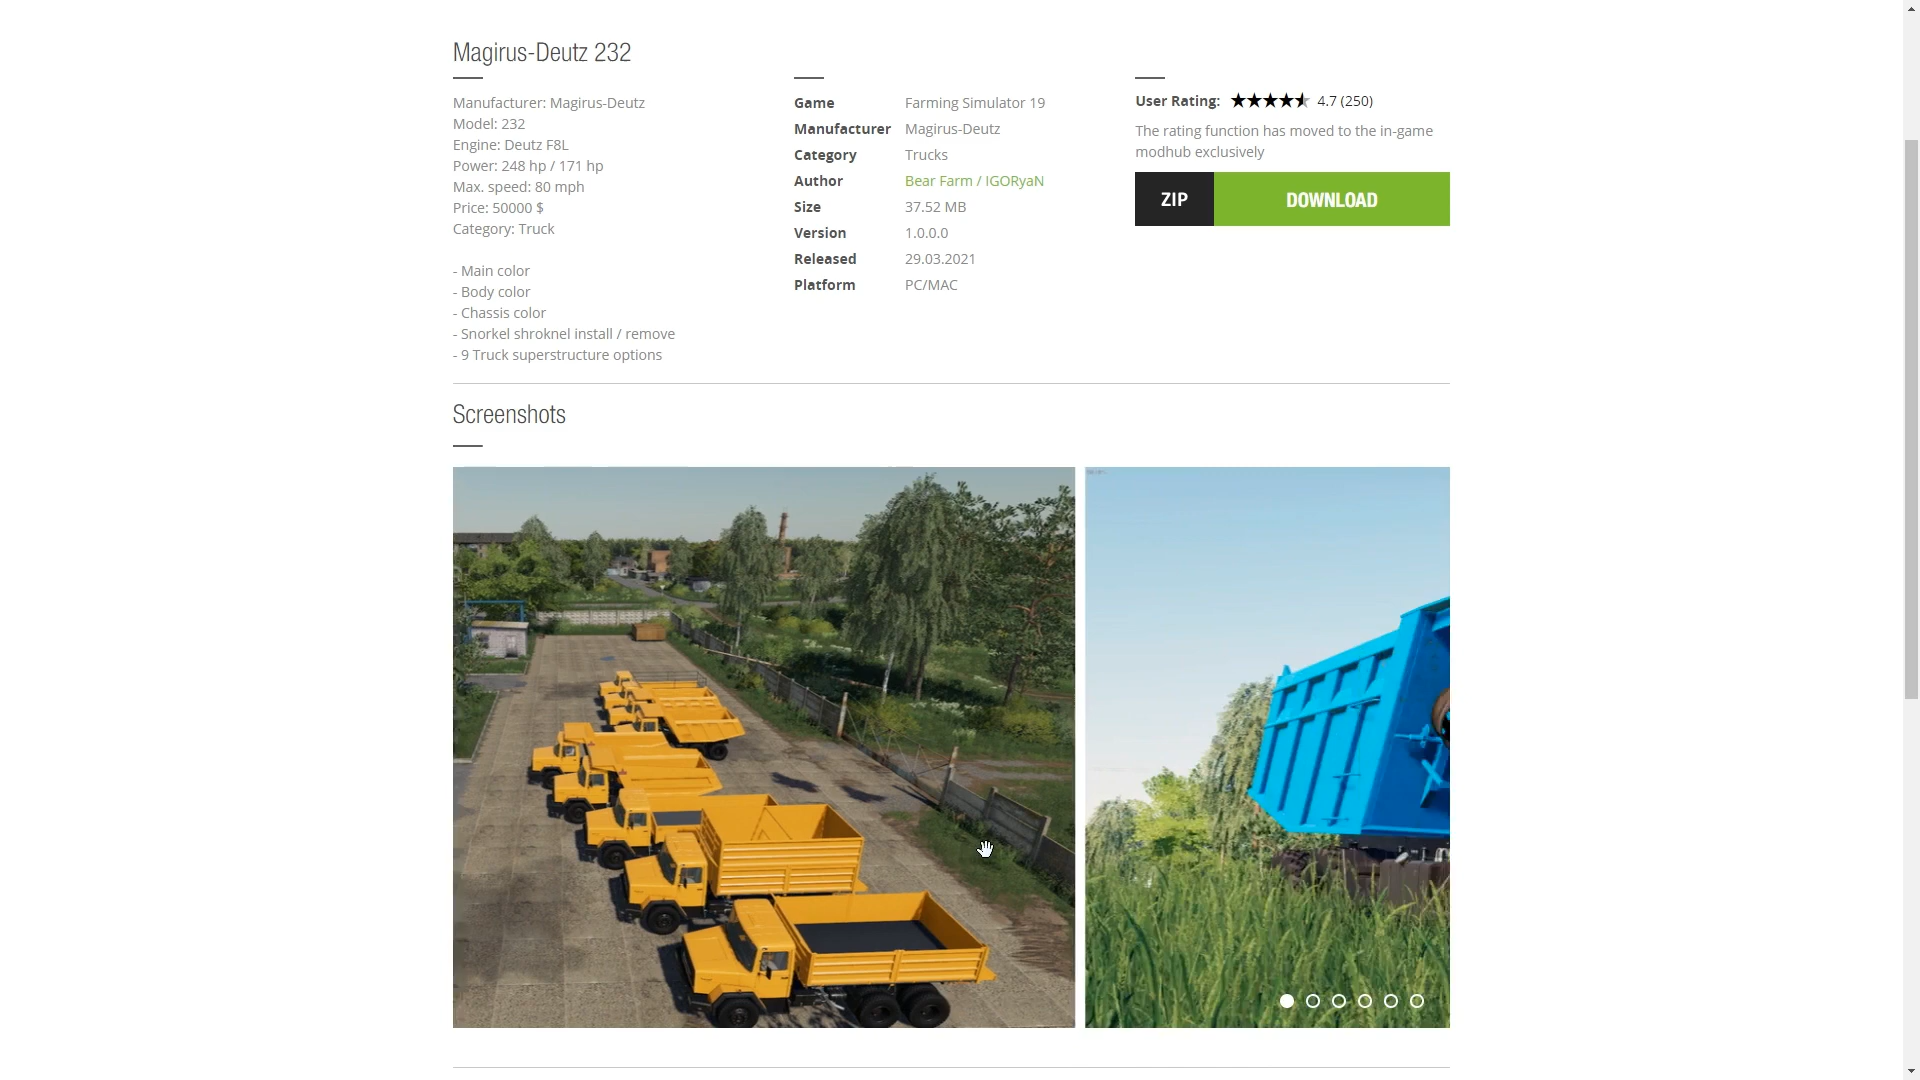 Magirus-Deutz 232
Manufacturer: Magirus-Deutz
Model: 232
Engine: Deutz F8L
Power: 248 hp / 171 hp
Max. speed: 80 mph
Price: 50000 $
Category: Truck
- Main color
- Body color
- Chassis color
- Snorkel shroknel install / remove
- 9 Truck superstructure options
Game Farming Simulator 19
Manufacturer Magirus-Deutz
Category Trucks
Author Bear Farm / IGORyaN
Size 37.52 MB
Version 1.0.0.0
Released 29.03.2021
Platform PC/MAC
User Rating: 4.7 (250)
The rating function has moved to the in-game
modhub exclusively
ZIP DOWNLOAD
Screenshots